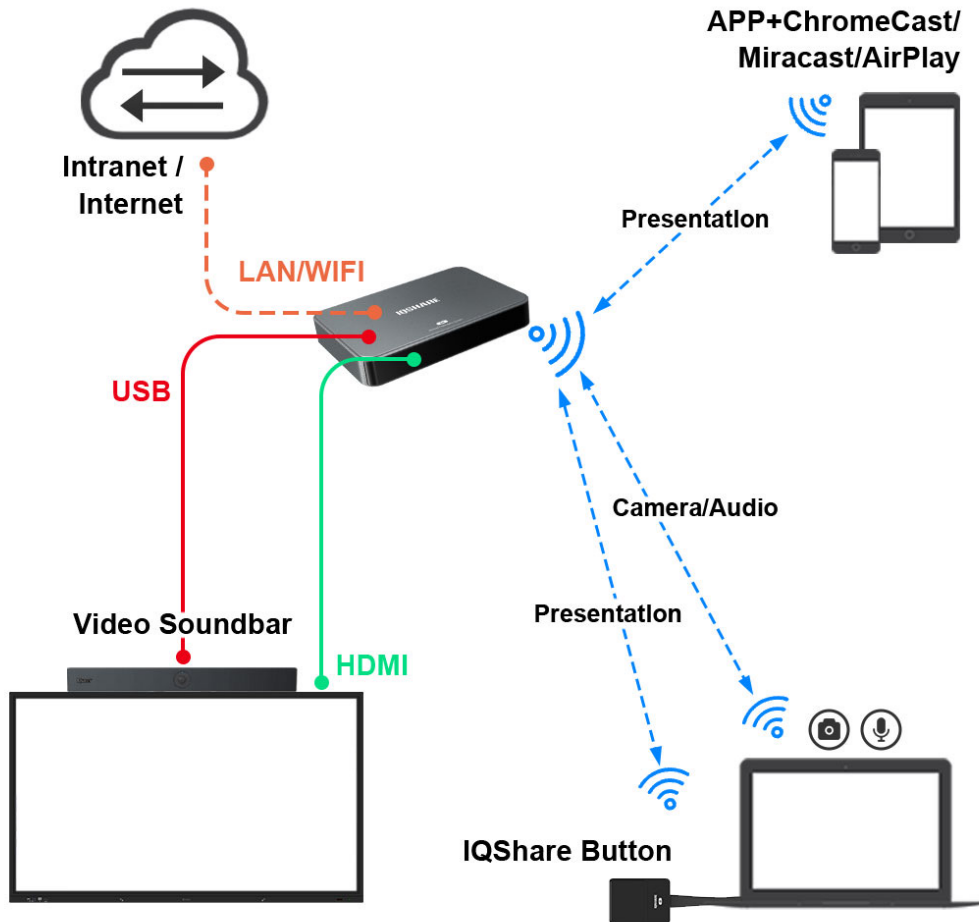 APP+ChromeCast/
Miracast/AirPlay
Intranet /
Internet
Presentation
LAN/WIFI
IQSHARE
USB
Camera/Audio
Presentation
Video Soundbar
HDMI
IQShare Button